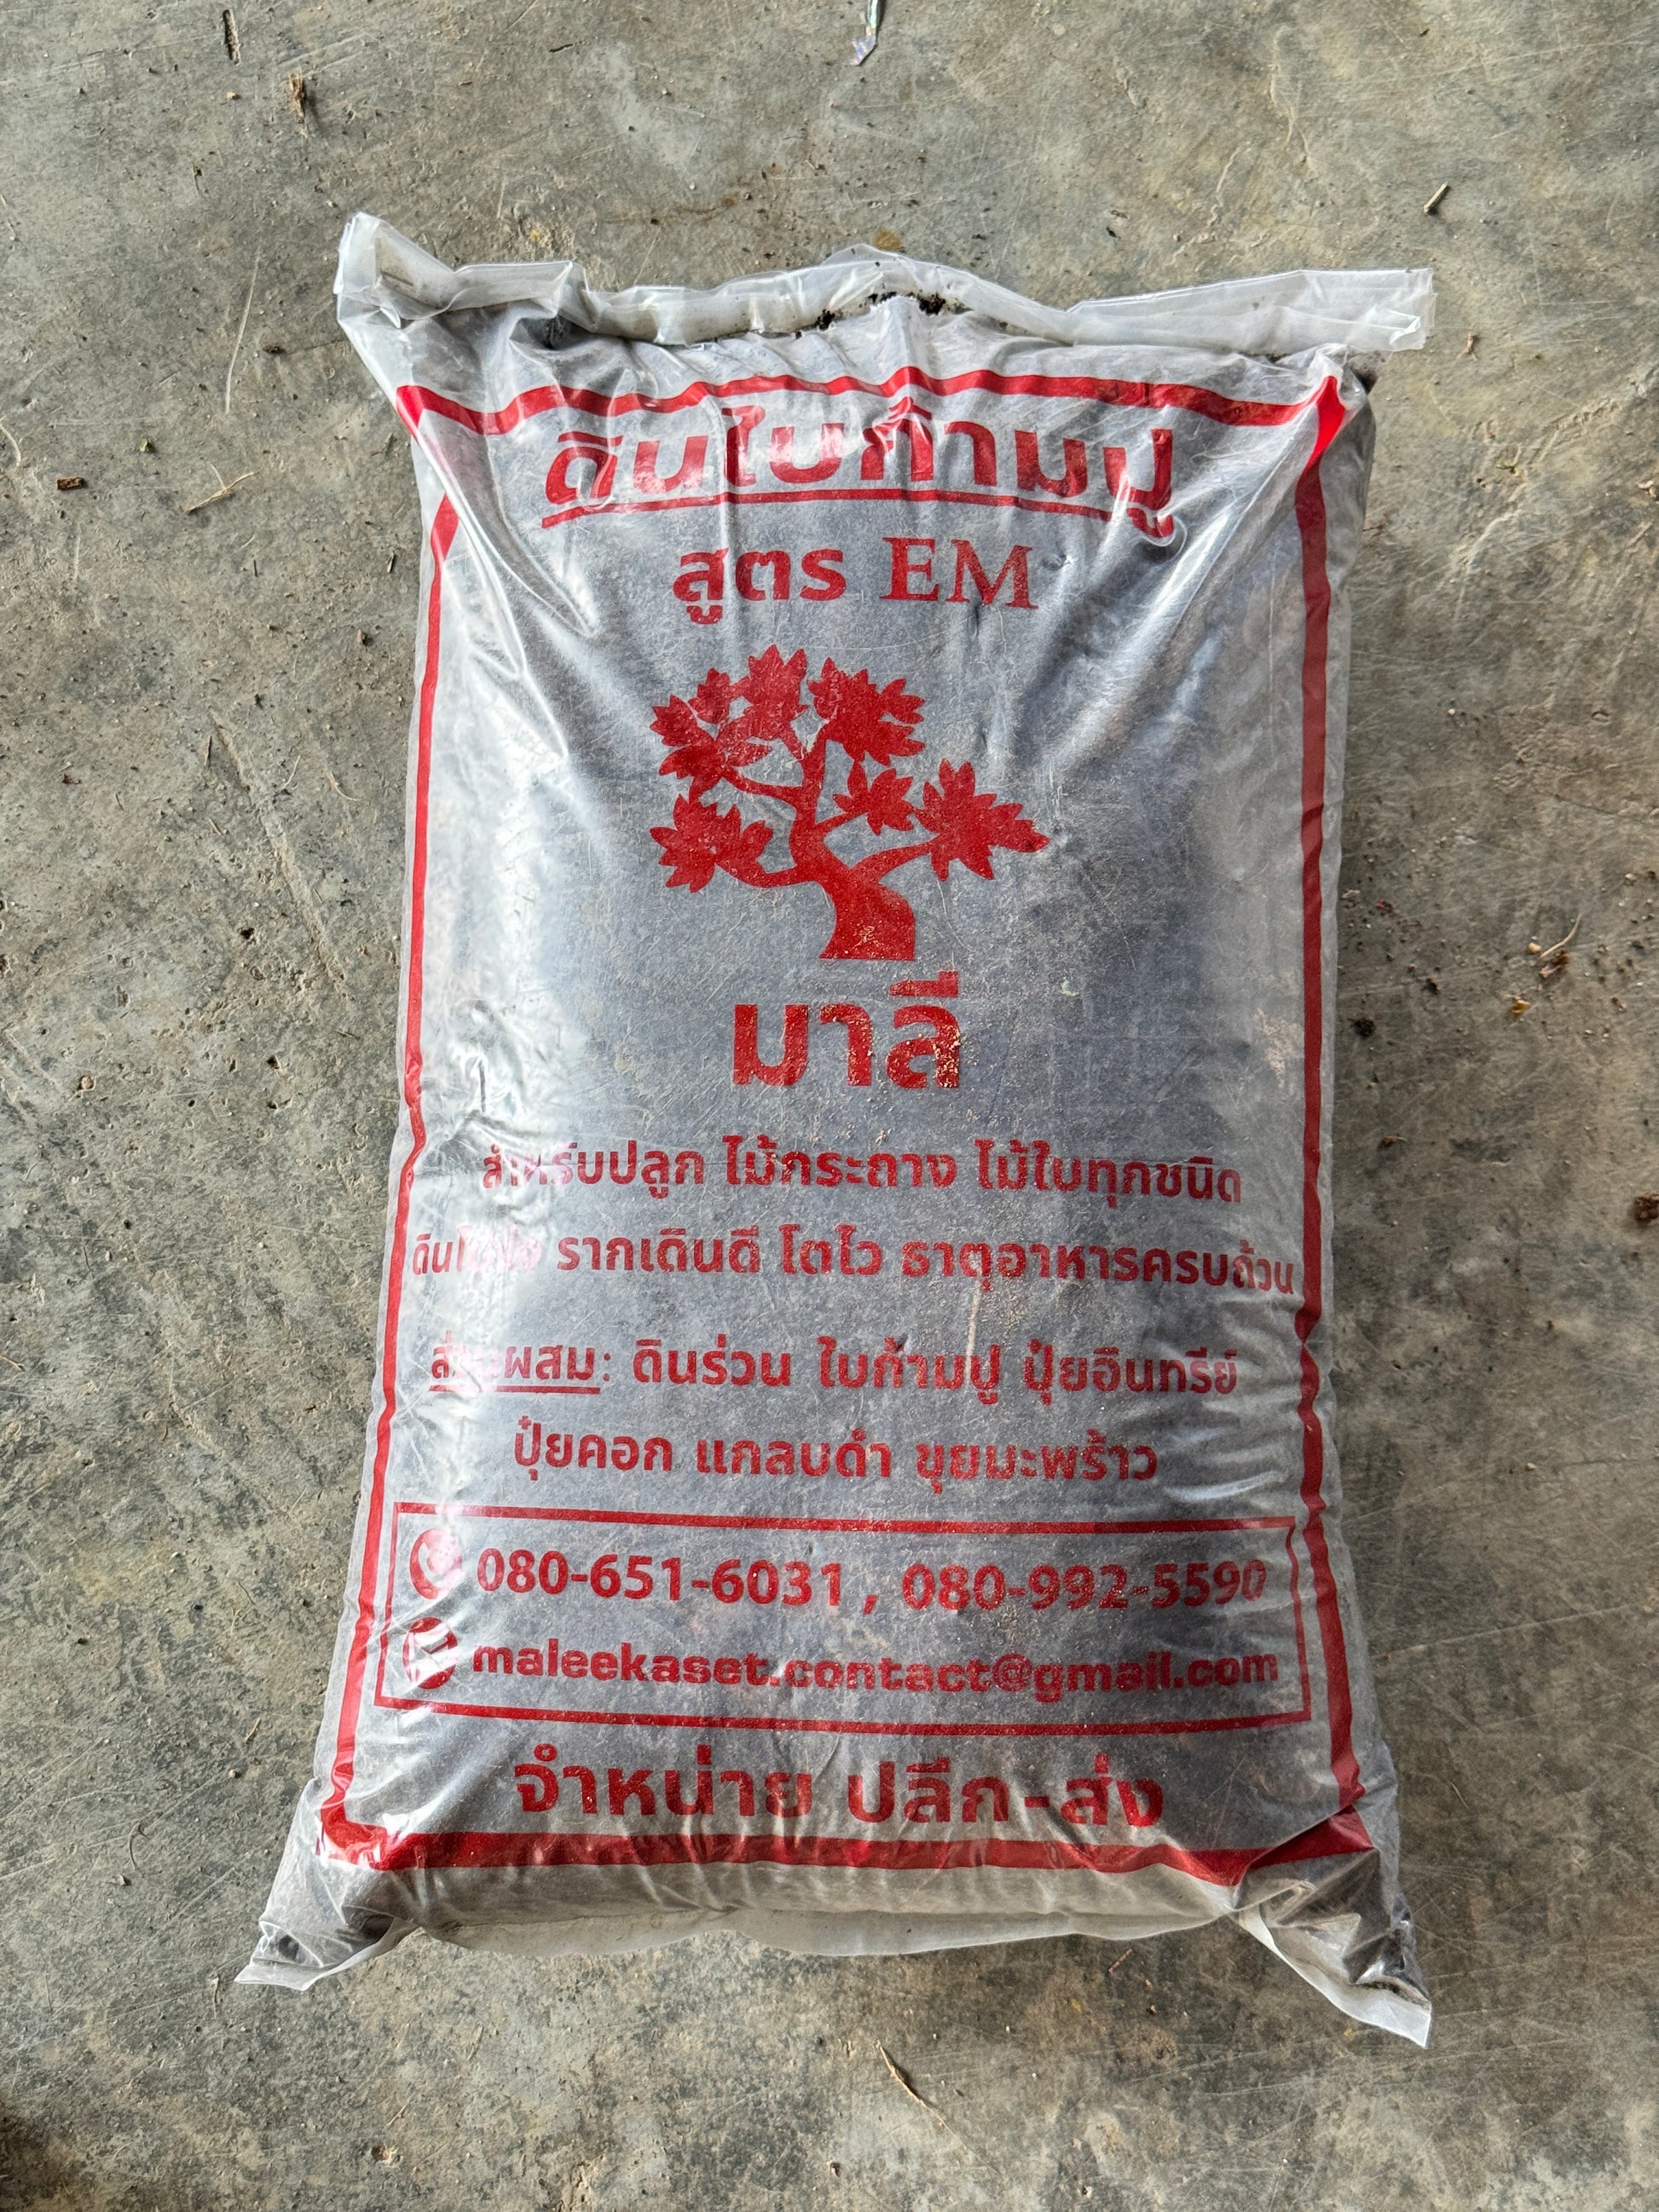 ดินใบก้ามปู
สูตร EM
มาลี
สำหรับปลูก ไม้กระถาง ไม้ใบทุกชนิด
รากเดินดี โตไว ธาตุอาหารครบถ้วน
ส่วนผสม: ดินร่วน ใบก้ามปู ปุ๋ยอินทรีย์
ปุ๋ยคอก แกลบดำ ขุยมะพร้าว
080-651-6031 , 080-992-5590
maleekaset.contact@gmail.com
จำหน่าย ปลีก-ส่ง